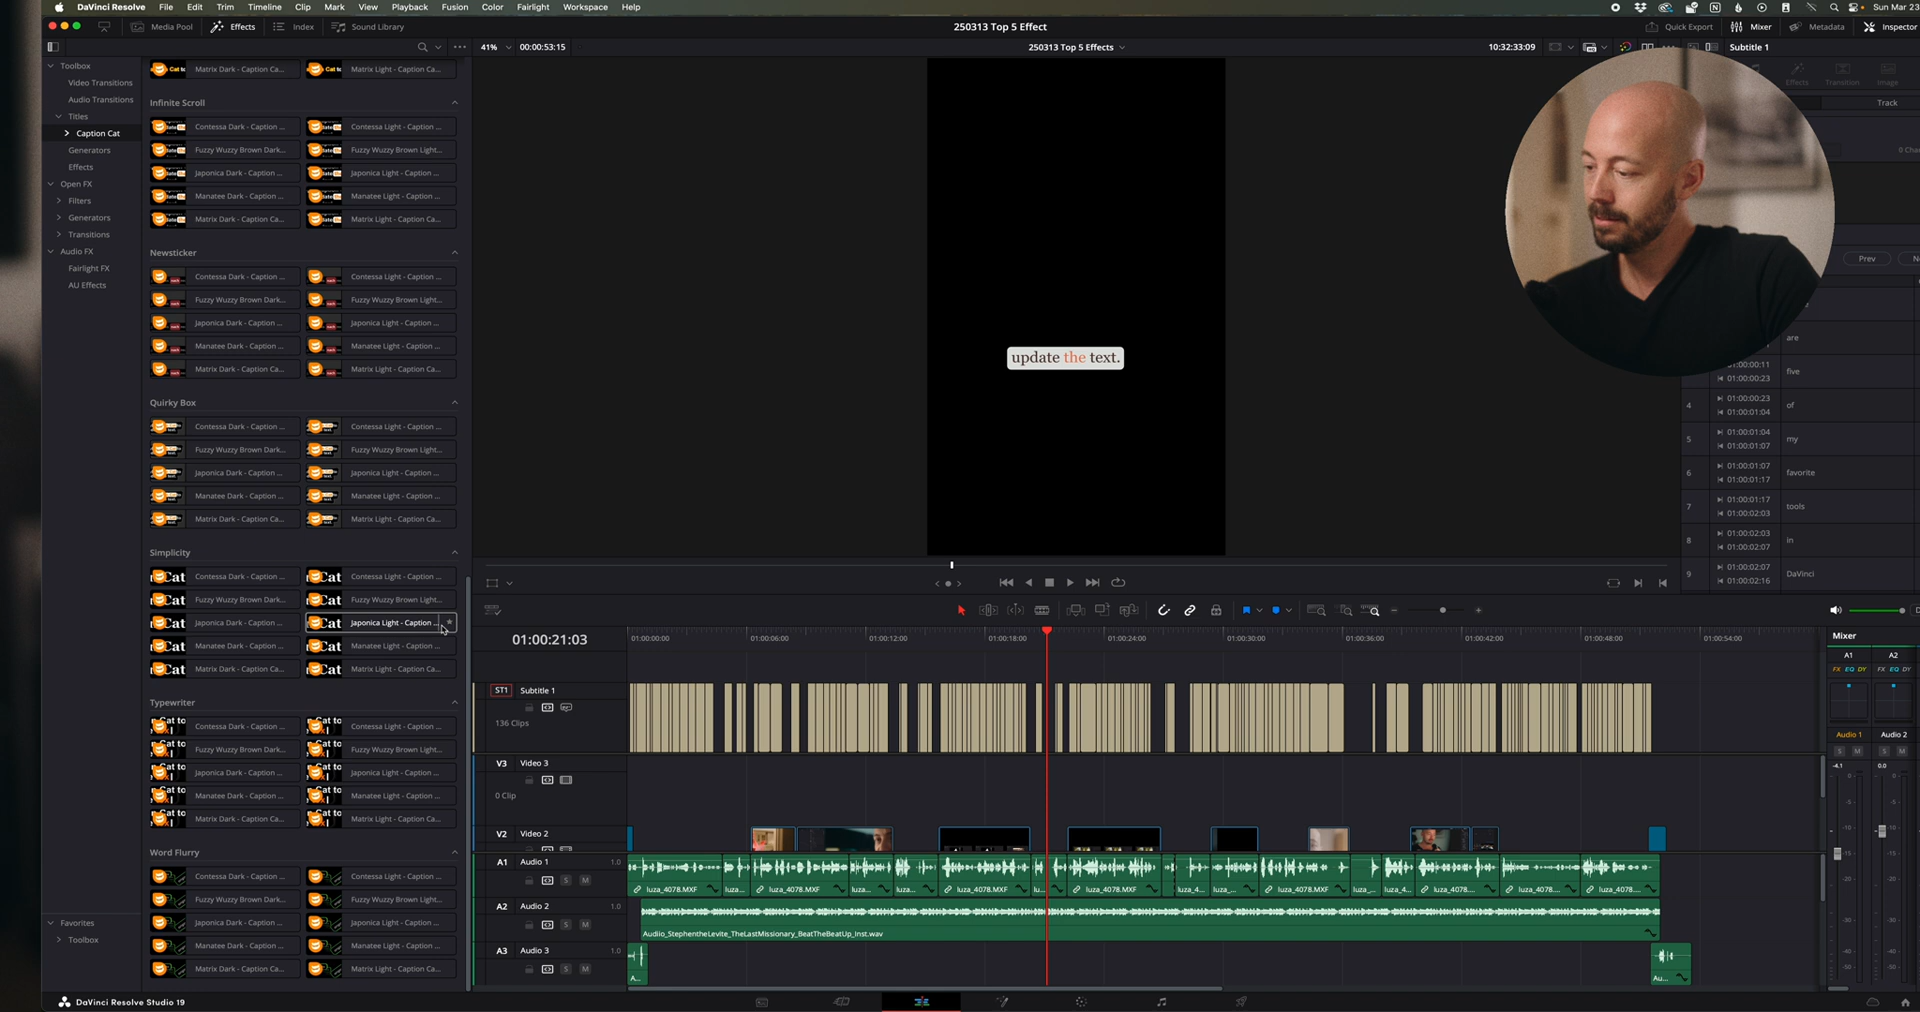 DaVinci Resolve File Edit Trim Timeline Clip Mark View Playback Fusion Color Fairlight Workspace Help
Sun Mar 23
Media Pool Effects Index Sound Library
250313 Top 5 Effect
Quick Export Mixer Metadata Inspector
41% 00:00:53:15
250313 Top 5 Effects
10:32:33:09
Subtitle 1
Toolbox
Video Transitions
Audio Transitions
Titles
Caption Cat
Generators
Effects
Open FX
Filters
Generators
Transitions
Audio FX
Fairlight FX
AU Effects
Favorites
Toolbox
Matrix Dark - Caption Ca... Matrix Light - Caption Ca...
Infinite Scroll
Contessa Dark - Caption ... Contessa Light - Caption ...
Fuzzy Wuzzy Brown Dark... Fuzzy Wuzzy Brown Light...
Japonica Dark - Caption ... Japonica Light - Caption ...
Manatee Dark - Caption ... Manatee Light - Caption ...
Matrix Dark - Caption Ca... Matrix Light - Caption Ca...
Newsticker
Contessa Dark - Caption ... Contessa Light - Caption ...
Fuzzy Wuzzy Brown Dark... Fuzzy Wuzzy Brown Light...
Japonica Dark - Caption ... Japonica Light - Caption ...
Manatee Dark - Caption ... Manatee Light - Caption ...
Matrix Dark - Caption Ca... Matrix Light - Caption Ca...
Quirky Box
Contessa Dark - Caption ... Contessa Light - Caption ...
Fuzzy Wuzzy Brown Dark... Fuzzy Wuzzy Brown Light...
Japonica Dark - Caption ... Japonica Light - Caption ...
Manatee Dark - Caption ... Manatee Light - Caption ...
Matrix Dark - Caption Ca... Matrix Light - Caption Ca...
Simplicity
Contessa Dark - Caption ... Contessa Light - Caption ...
Fuzzy Wuzzy Brown Dark... Fuzzy Wuzzy Brown Light...
Japonica Dark - Caption ... Japonica Light - Caption ...
Manatee Dark - Caption ... Manatee Light - Caption ...
Matrix Dark - Caption Ca... Matrix Light - Caption Ca...
Typewriter
Contessa Dark - Caption ... Contessa Light - Caption ...
Fuzzy Wuzzy Brown Dark... Fuzzy Wuzzy Brown Light...
Japonica Dark - Caption ... Japonica Light - Caption ...
Manatee Dark - Caption ... Manatee Light - Caption ...
Matrix Dark - Caption Ca... Matrix Light - Caption Ca...
Word Flurry
Contessa Dark - Caption ... Contessa Light - Caption ...
Fuzzy Wuzzy Brown Dark... Fuzzy Wuzzy Brown Light...
Japonica Dark - Caption ... Japonica Light - Caption ...
Manatee Dark - Caption ... Manatee Light - Caption ...
Matrix Dark - Caption Ca... Matrix Light - Caption Ca...
update the text.
Effects Transition Image
Track
Prev
are
01:00:00:11
01:00:00:23
five
4 01:00:00:23
01:00:01:04
of
5 01:00:01:04
01:00:01:07
my
6 01:00:01:07
01:00:01:17
favorite
7 01:00:01:17
01:00:02:03
tools
8 01:00:02:03
01:00:02:07
in
9 01:00:02:07
01:00:02:16
DaVinci
01:00:21:03
01:00:00:00 01:00:06:00 01:00:12:00 01:00:18:00 01:00:24:00 01:00:30:00 01:00:36:00 01:00:42:00 01:00:48:00 01:00:54:00
ST1 Subtitle 1
136 Clips
V3 Video 3
0 Clip
V2 Video 2
A1 Audio 1 1.0
S M
luza_4078.MXF luza... luza_4078.MXF luza... luza... luza_4078.MXF lu... luza_4078.MXF luza_4... luza_... luza_4078.MXF luza_... luza_4... luza_4078.... luza_4078.... luza_4078....
A2 Audio 2 1.0
S M
Audiio_StephentheLevite_TheLastMissionary_BeatTheBeatUp_Inst.wav
A3 Audio 3 1.0
S M
A... Au...
Mixer
A1 A2
FX EQ DY FX EQ DY
Audio 1 Audio 2
S M S M
-4.1 0.0
DaVinci Resolve Studio 19